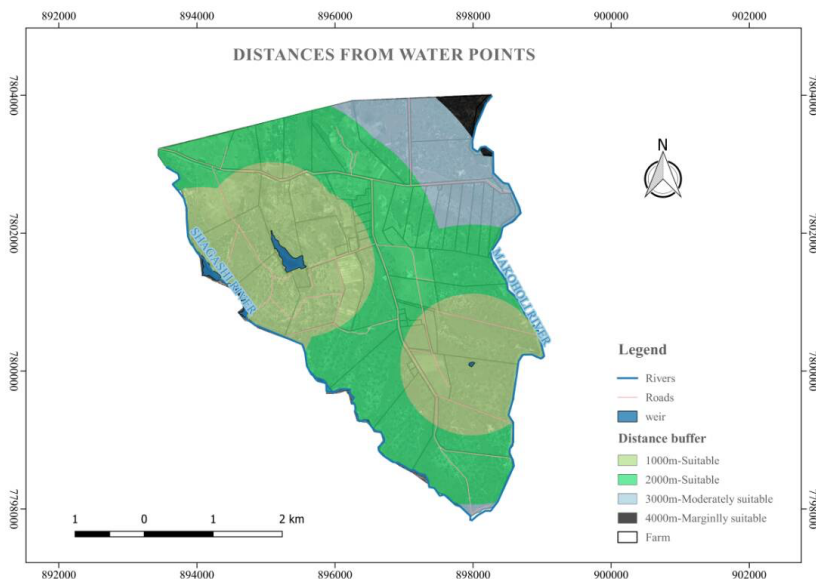 892000 894000 896000 898000 900000 902000
DISTANCES FROM WATER POINTS
7804000 7804000
N
7802000 7802000
SHAGASHI RIVER
MAKOHOLI RIVER
7800000 7800000
Legend
Rivers
Roads
weir
Distance buffer
1000m-Suitable
2000m-Suitable
3000m-Moderately suitable
4000m-Marginlly suitable
Farm
7798000 7798000
1 0 1 2 km
892000 894000 896000 898000 900000 902000